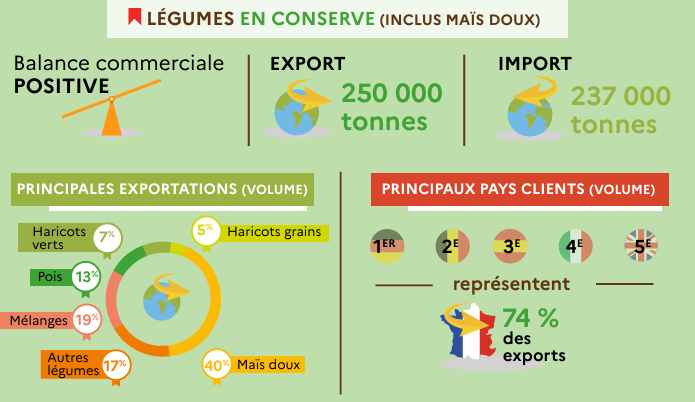 LÉGUMES EN CONSERVE (INCLUS MAÏS DOUX)
Balance commerciale
POSITIVE
EXPORT
250 000
tonnes
IMPORT
237 000
tonnes
PRINCIPALES EXPORTATIONS (VOLUME)
Haricots
verts
7%
5%
Haricots grains
Pois
13%
Mélanges
19%
Autres
légumes
17%
40%
Maïs doux
PRINCIPAUX PAYS CLIENTS (VOLUME)
1ER
2E
3E
4E
5E
représentent
74 %
des
exports